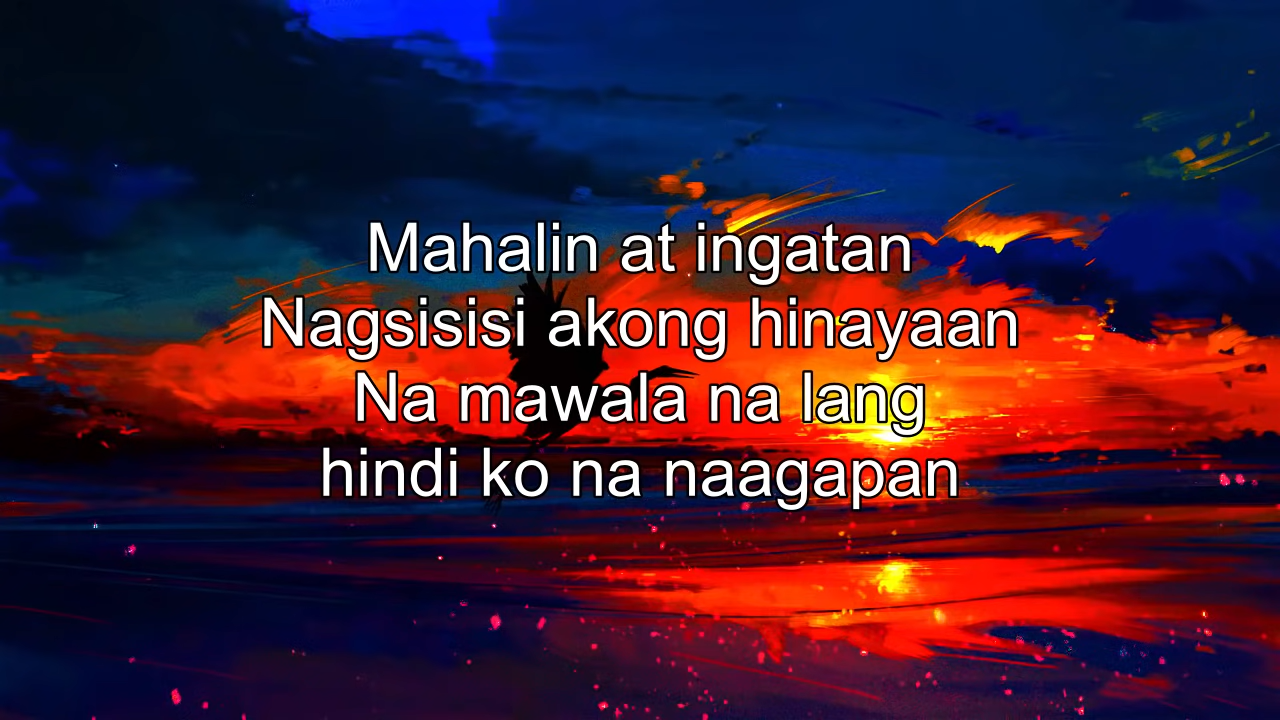 Mahalin at ingatan
Nagsisisi akong hinayaan
Na mawala na lang
hindi ko na naagapan